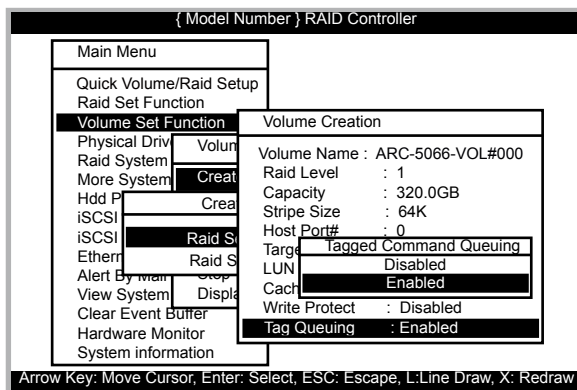 { Model Number } RAID Controller
Main Menu
Quick Volume/Raid Setup
Raid Set Function
Volume Set Function
Physical Driv
Raid System
More System
Hdd P
iSCSI
iSCSI
Ethern
Alert By Mail
View System
Clear Event Buffer
Hardware Monitor
System information
Volum
Creat
Stop
Displa
Crea
Raid Se
Raid S
Volume Creation
Volume Name : ARC-5066-VOL#000
Raid Level : 1
Capacity : 320.0GB
Stripe Size : 64K
Host Port# : 0
Targe
LUN
Cach
Write Protect : Disabled
Tag Queuing : Enabled
Tagged Command Queuing
Disabled
Enabled
Arrow Key: Move Cursor, Enter: Select, ESC: Escape, L:Line Draw, X: Redraw